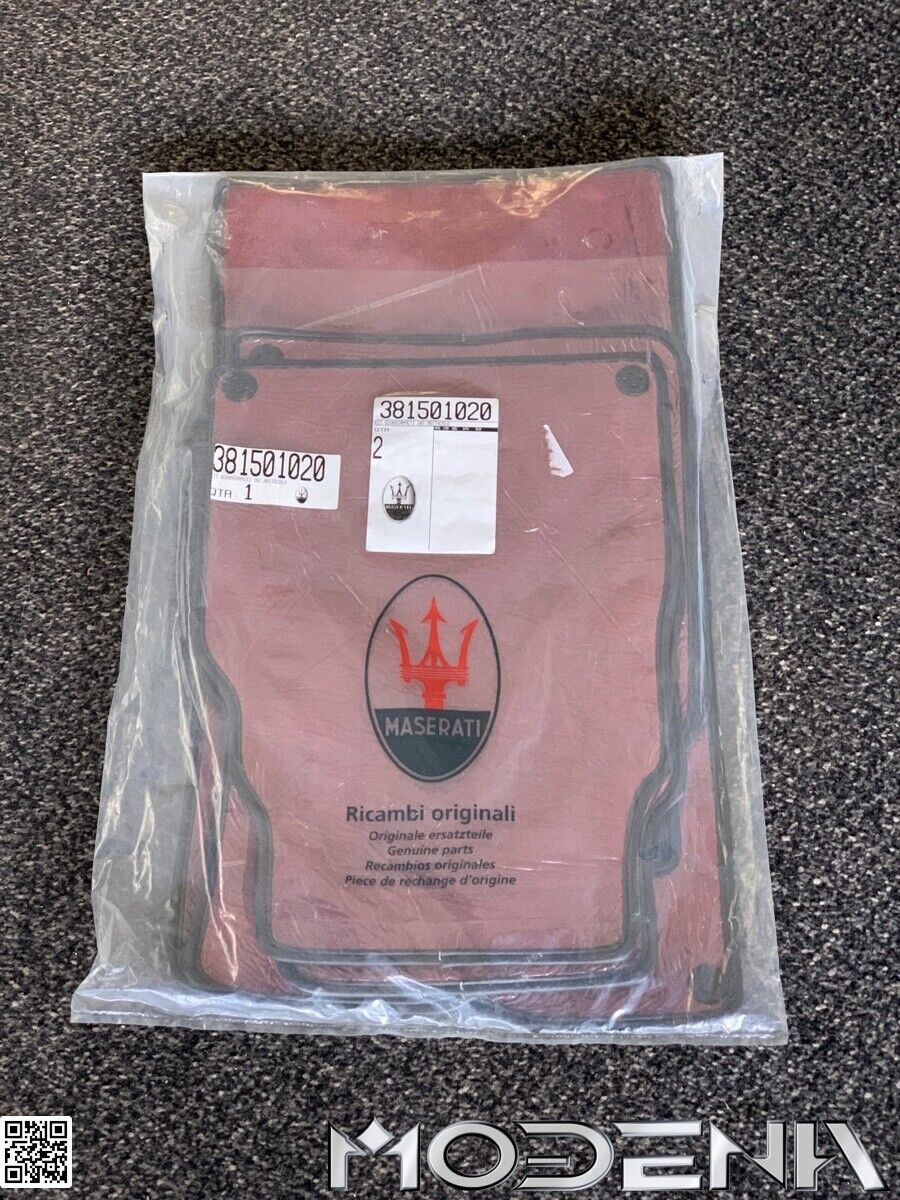 381501020
QTA
2
MASERATI
381501020
QTA: 1
MASERATI
Ricambi originali
Originale ersatzteile
Genuine parts
Recambios originales
Piece de rechange d'origine
MODENA